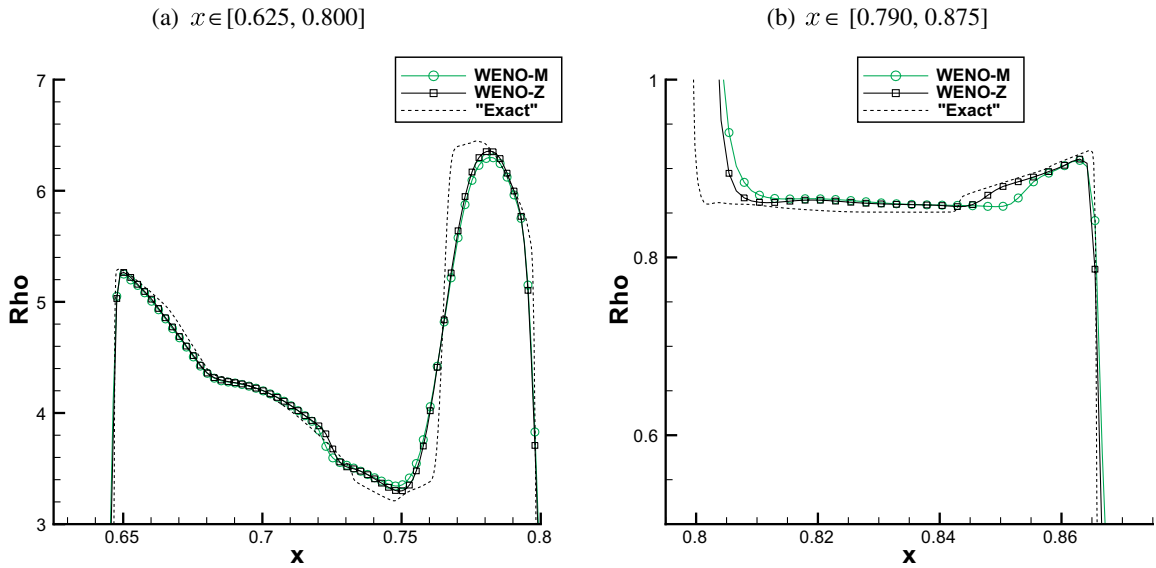 (a) x ∈ [0.625, 0.800]
7
6
5
4
3
Rho
0.65
0.7
0.75
0.8
x
WENO-M
WENO-Z
"Exact"
(b) x ∈ [0.790, 0.875]
1
0.8
0.6
Rho
0.8
0.82
0.84
0.86
x
WENO-M
WENO-Z
"Exact"